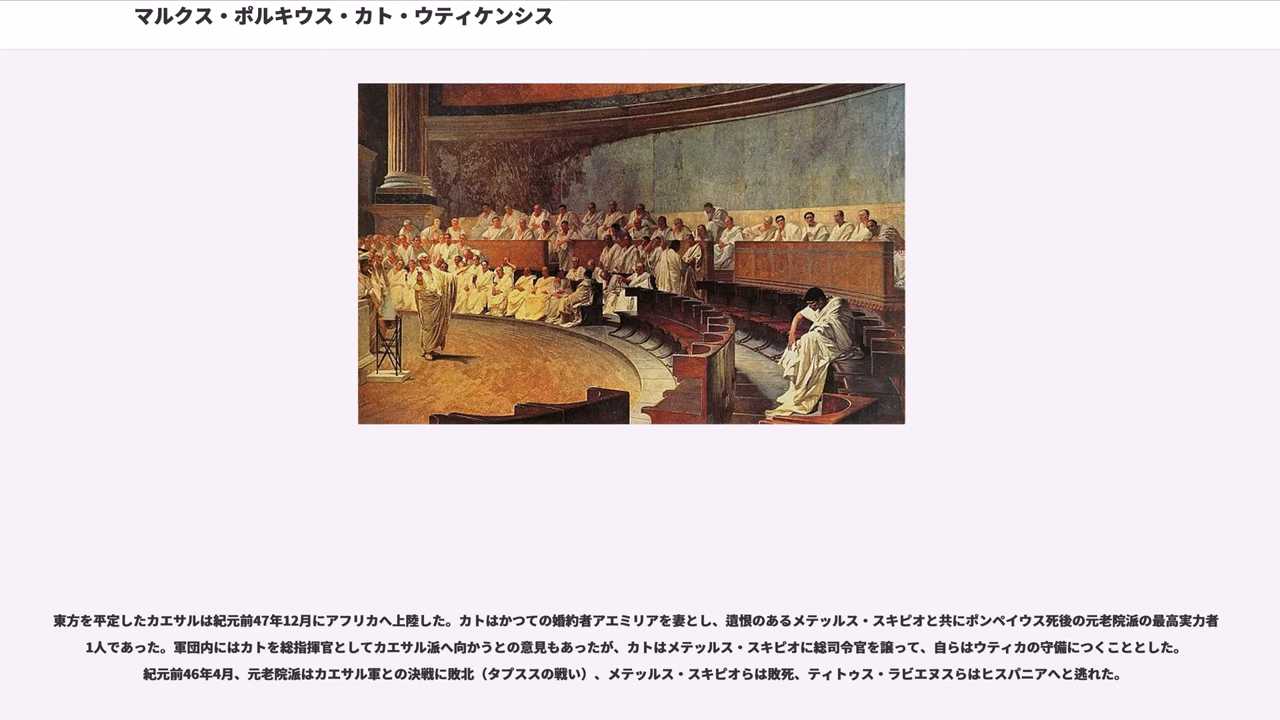 マルクス・ポルキウス・カト・ウティケンシス
東方を平定したカエサルは紀元前47年12月にアフリカへ上陸した。カトはかつての婚約者アエミリアを妻とし、遺恨のあるメテッルス・スキピオと共にポンペイウス死後の元老院派の最高実力者
1人であった。軍団内にはカトを総指揮官としてカエサル派へ向かうとの意見もあったが、カトはメテッルス・スキピオに総司令官を譲って、自らはウティカの守備につくこととした。
紀元前46年4月、元老院派はカエサル軍との決戦に敗北（タプススの戦い）、メテッルス・スキピオらは敗死、ティトゥス・ラビエヌスらはヒスパニアへと逃れた。